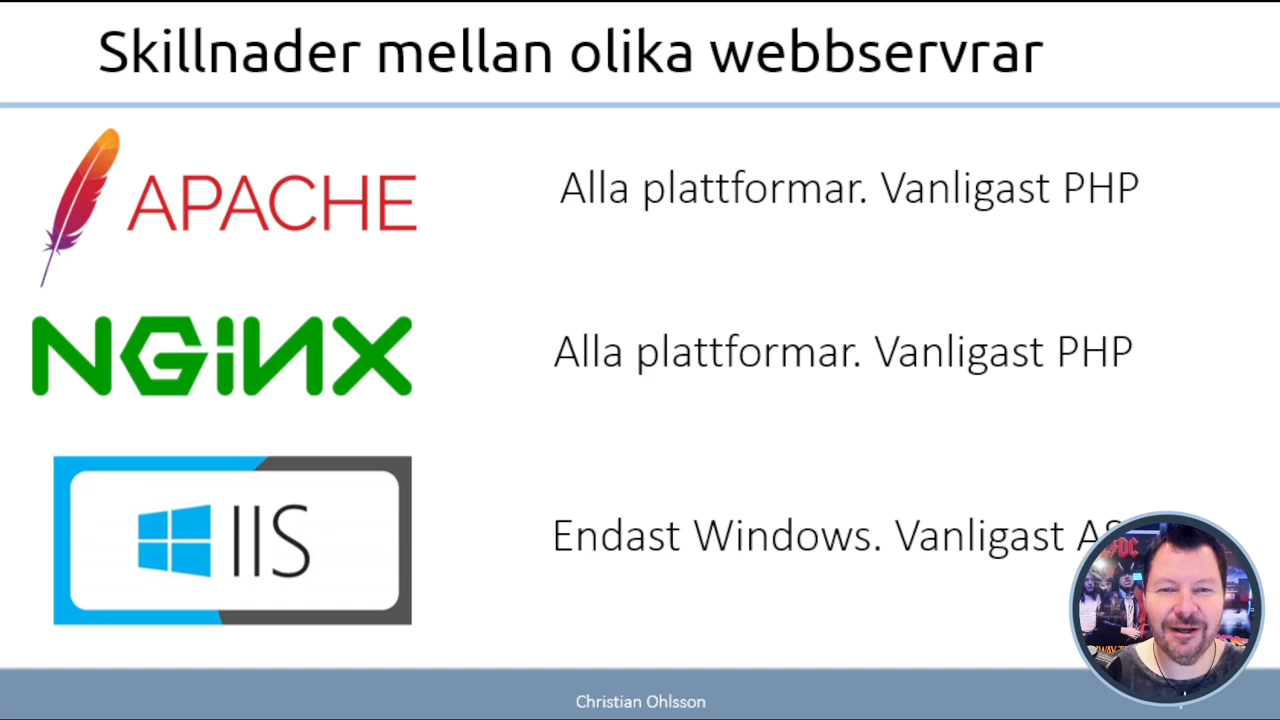 Skillnader mellan olika webbservrar
APACHE
Alla plattformar. Vanligast PHP
NGINX
Alla plattformar. Vanligast PHP
IIS
Endast Windows. Vanligast
Christian Ohlsson